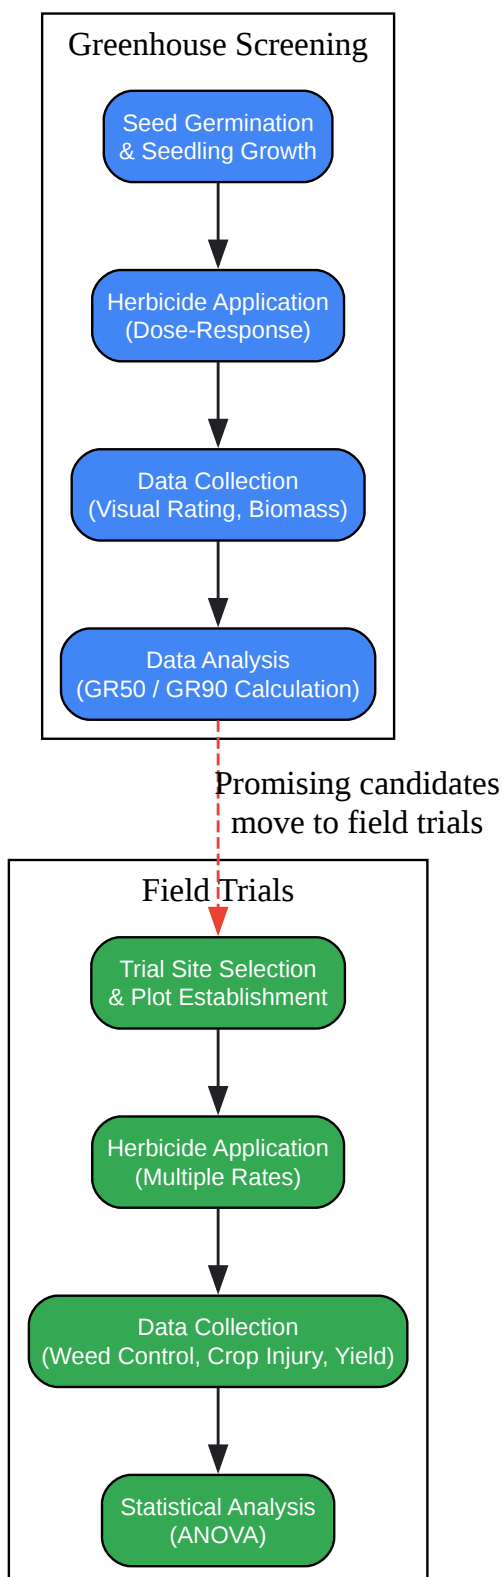 Greenhouse Screening
Seed Germination
& Seedling Growth
Herbicide Application
(Dose-Response)
Data Collection
(Visual Rating, Biomass)
Data Analysis
(GR50 / GR90 Calculation)
Promising candidates
move to field trials
Field Trials
Trial Site Selection
& Plot Establishment
Herbicide Application
(Multiple Rates)
Data Collection
(Weed Control, Crop Injury, Yield)
Statistical Analysis
(ANOVA)